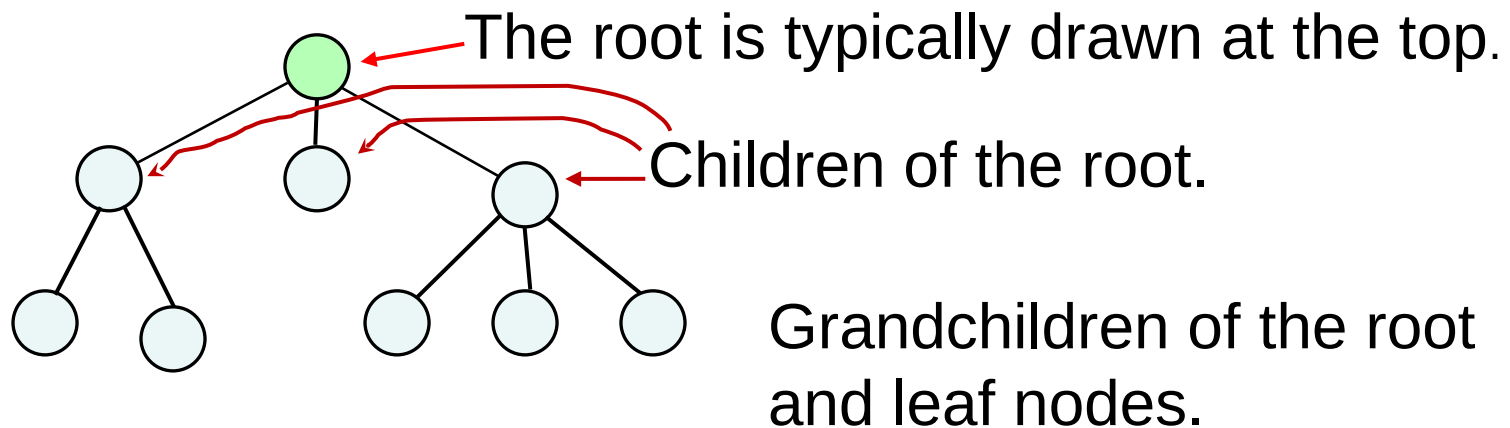 The root is typically drawn at the top.
Children of the root.
Grandchildren of the root
and leaf nodes.